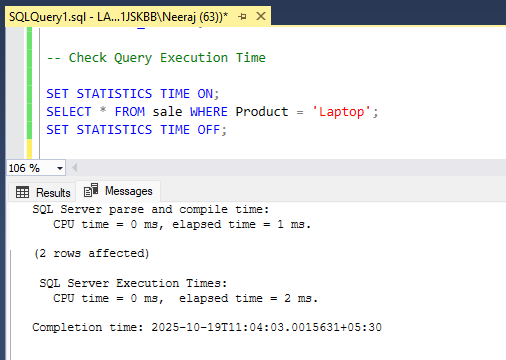 SQLQuery1.sql - LA...1JSKBB\Neeraj (63))*
-- Check Query Execution Time
SET STATISTICS TIME ON;
SELECT * FROM sale WHERE Product = 'Laptop';
SET STATISTICS TIME OFF;
106 %
Results Messages
SQL Server parse and compile time:
CPU time = 0 ms, elapsed time = 1 ms.
(2 rows affected)
SQL Server Execution Times:
CPU time = 0 ms,  elapsed time = 2 ms.
Completion time: 2025-10-19T11:04:03.0015631+05:30